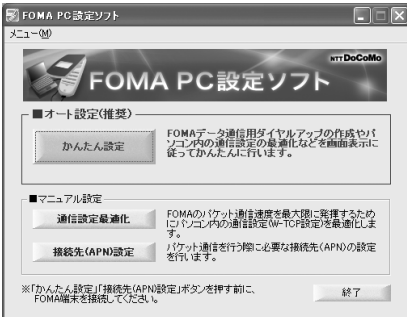 FOMA PC設定ソフト
メニュー(M)
NTT DoCoMo
FOMA PC設定ソフト
■オート設定(推奨)
かんたん設定
FOMAデータ通信用ダイヤルアップの作成やパ
ソコン内の通信設定の最適化などを画面表示に
従ってかんたんに行います。
■マニュアル設定
通信設定最適化
FOMAのパケット通信速度を最大限に発揮するため
にパソコン内の通信設定(W-TCP設定)を最適化しま
す。
接続先(APN)設定
パケット通信を行う際に必要な接続先(APN)の設定
を行います。
※「かんたん設定」「接続先(APN)設定」ボタンを押す前に、
FOMA端末を接続してください。
終了